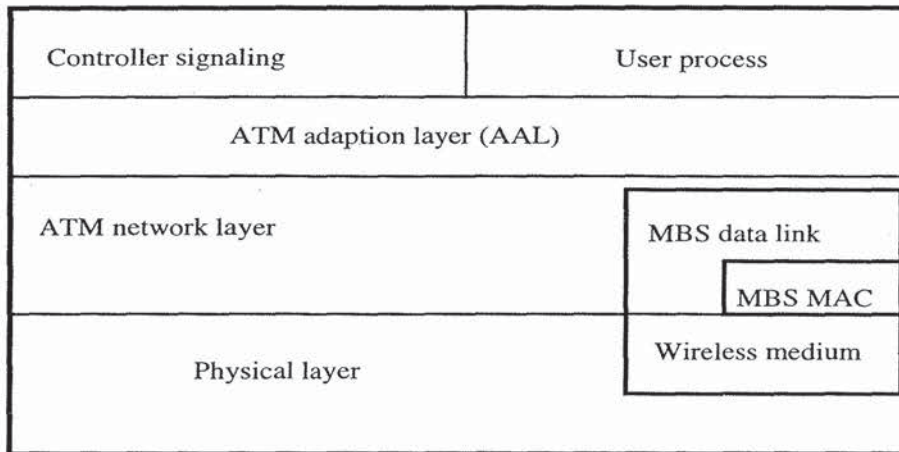 Controller signaling
User process
ATM adaption layer (AAL)
ATM network layer
MBS data link
MBS MAC
Wireless medium
Physical layer